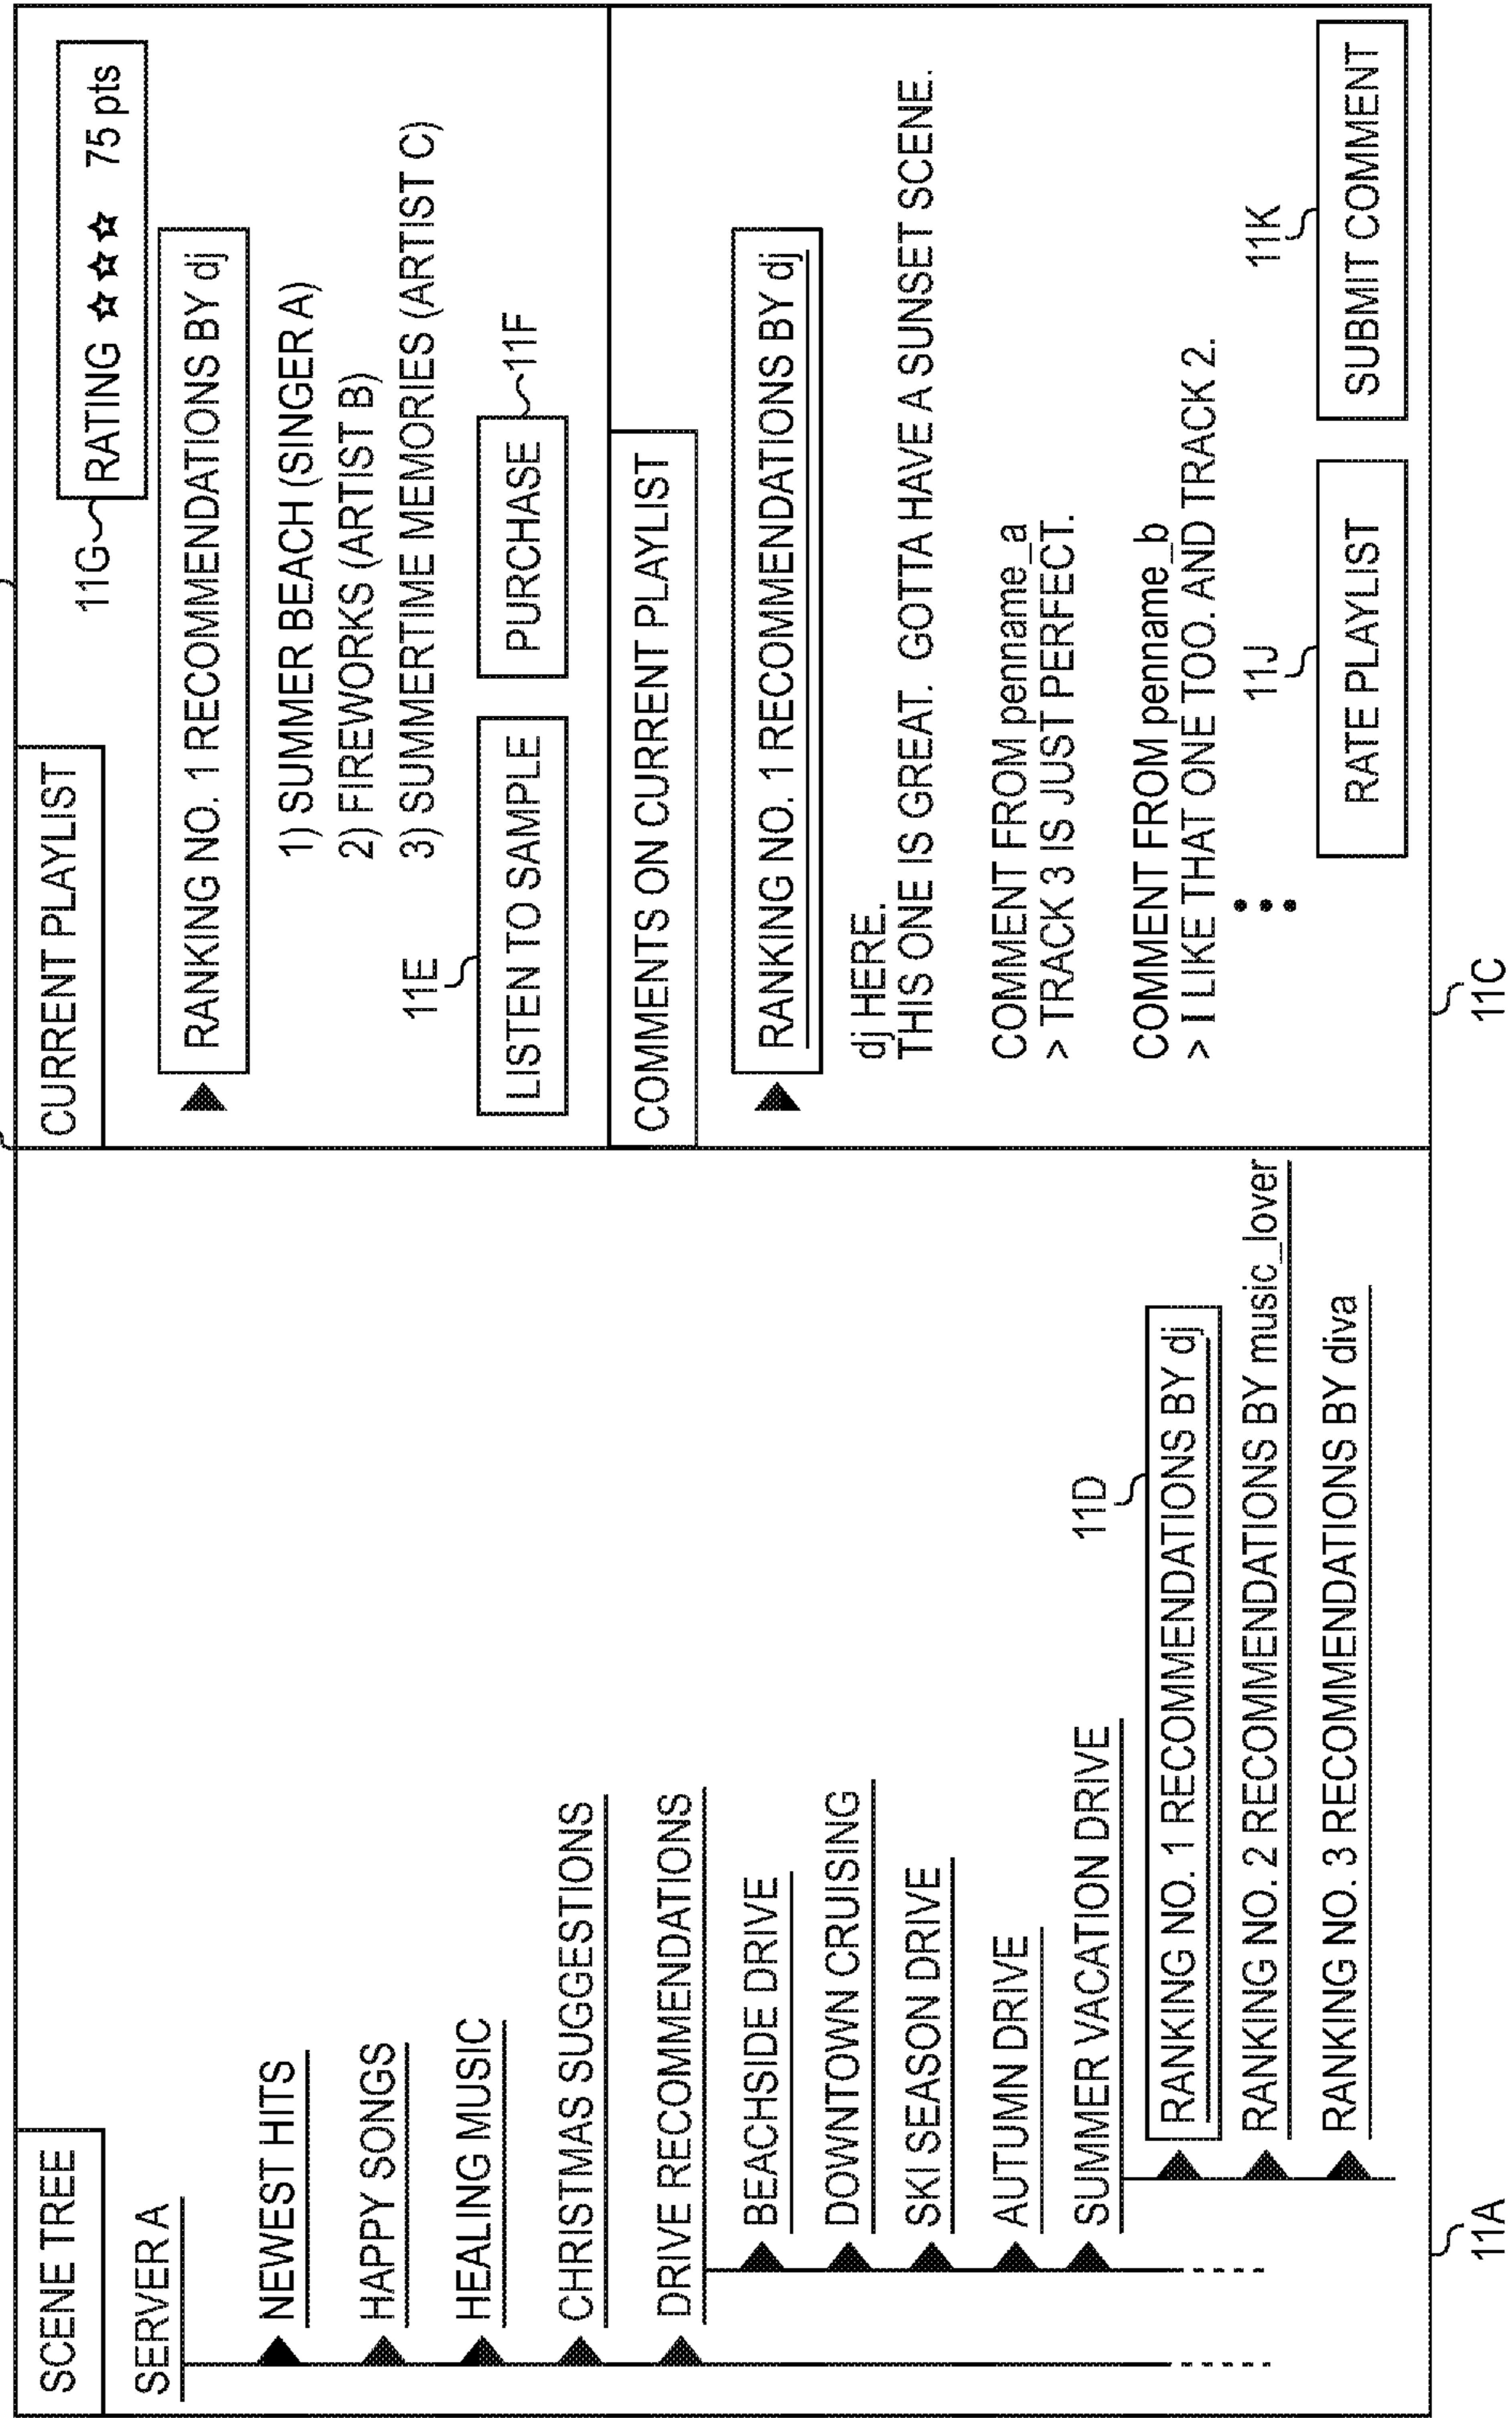 SCENE TREE
SERVER A
NEWEST HITS
HAPPY SONGS
HEALING MUSIC
CHRISTMAS SUGGESTIONS
DRIVE RECOMMENDATIONS
BEACHSIDE DRIVE
DOWNTOWN CRUISING
SKI SEASON DRIVE
AUTUMN DRIVE
SUMMER VACATION DRIVE
11D
RANKING NO. 1 RECOMMENDATIONS BY dj
RANKING NO. 2 RECOMMENDATIONS BY music_lover
RANKING NO. 3 RECOMMENDATIONS BY diva
11A
CURRENT PLAYLIST
11G
RATING ☆☆☆ 75 pts
RANKING NO. 1 RECOMMENDATIONS BY dj
1) SUMMER BEACH (SINGER A)
2) FIREWORKS (ARTIST B)
3) SUMMERTIME MEMORIES (ARTIST C)
11E
LISTEN TO SAMPLE
PURCHASE
11F
COMMENTS ON CURRENT PLAYLIST
RANKING NO. 1 RECOMMENDATIONS BY dj
dj HERE.
THIS ONE IS GREAT. GOTTA HAVE A SUNSET SCENE.
COMMENT FROM penname_a
> TRACK 3 IS JUST PERFECT.
COMMENT FROM penname_b
> I LIKE THAT ONE TOO. AND TRACK 2.
11J
RATE PLAYLIST
11K
SUBMIT COMMENT
11C